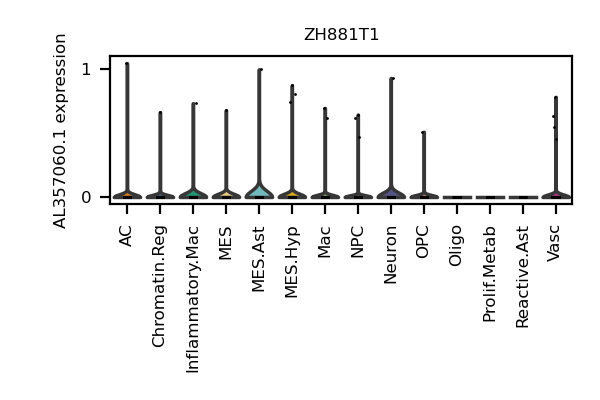 ZH881T1
AL357060.1 expression
1
0
AC
Chromatin.Reg
Inflammatory.Mac
MES
MES.Ast
MES.Hyp
Mac
NPC
Neuron
OPC
Oligo
Prolif.Metab
Reactive.Ast
Vasc